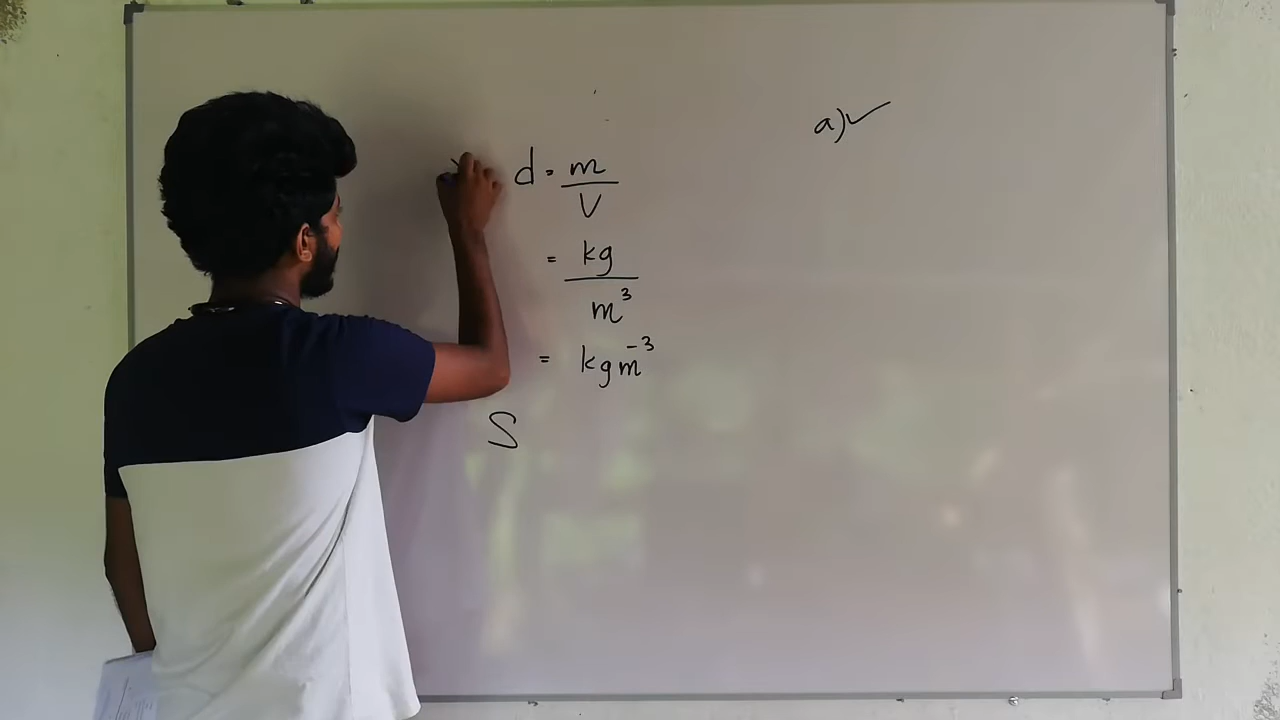 a)✓
d = m
V
= kg
m³
= kgm⁻³
S